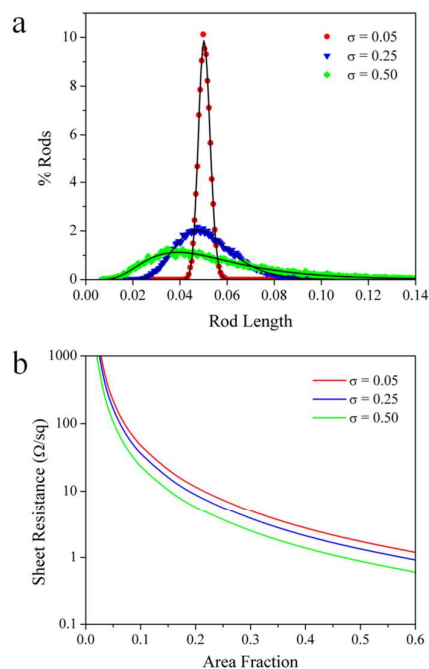 a
10
8
6
4
2
0
% Rods
σ = 0.05
σ = 0.25
σ = 0.50
0.00 0.02 0.04 0.06 0.08 0.10 0.12 0.14
Rod Length
b
1000
100
10
1
0.1
Sheet Resistance (Ω/sq)
σ = 0.05
σ = 0.25
σ = 0.50
0.0 0.1 0.2 0.3 0.4 0.5 0.6
Area Fraction